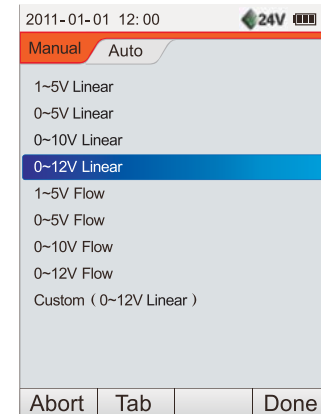 2011-01-01 12:00 24V
Manual Auto
1~5V Linear
0~5V Linear
0~10V Linear
0~12V Linear
1~5V Flow
0~5V Flow
0~10V Flow
0~12V Flow
Custom ( 0~12V Linear )
Abort Tab Done